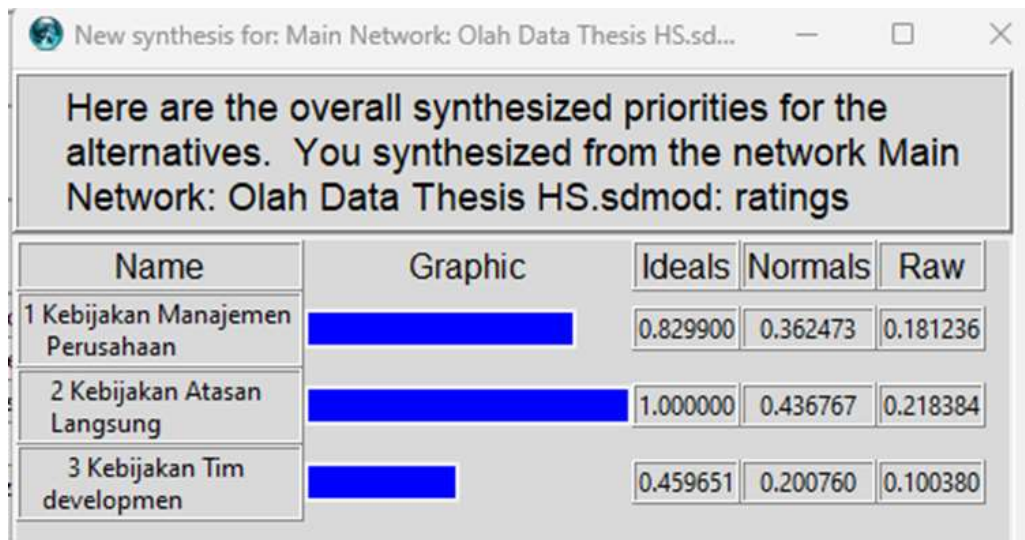 New synthesis for: Main Network: Olah Data Thesis HS.sd...
Here are the overall synthesized priorities for the
alternatives. You synthesized from the network Main
Network: Olah Data Thesis HS.sdmod: ratings
Name Graphic Ideals Normals Raw
1 Kebijakan Manajemen
Perusahaan
0.829900 0.362473 0.181236
2 Kebijakan Atasan
Langsung
1.000000 0.436767 0.218384
3 Kebijakan Tim
developmen
0.459651 0.200760 0.100380